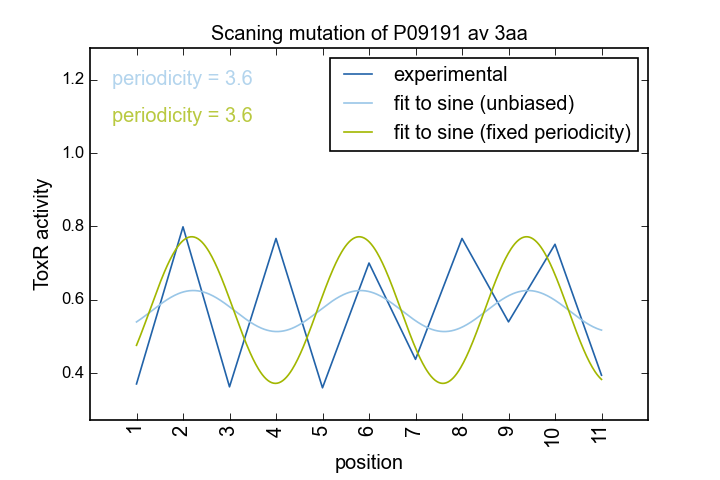 Scaning mutation of P09191 av 3aa
periodicity = 3.6
periodicity = 3.6
experimental
fit to sine (unbiased)
fit to sine (fixed periodicity)
ToxR activity
1.2
1.0
0.8
0.6
0.4
1 2 3 4 5 6 7 8 9 10 11
position